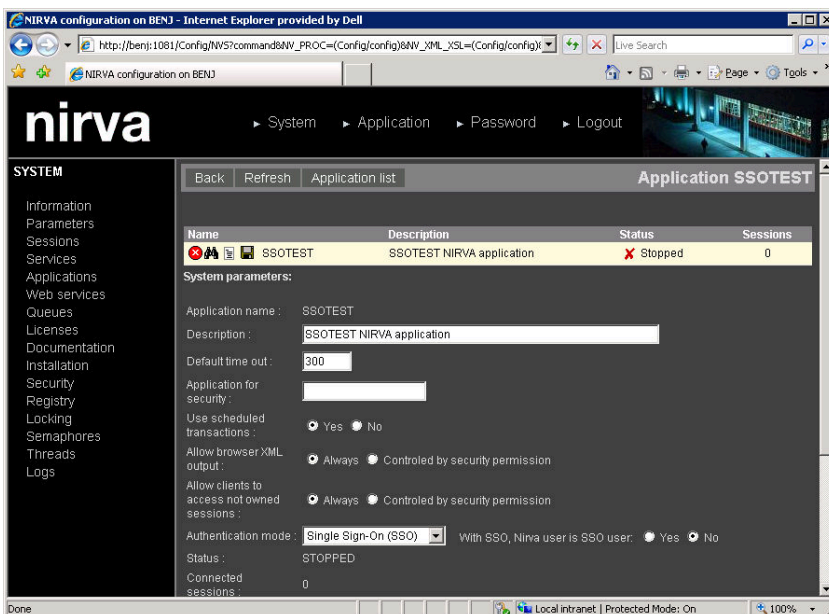 NIRVA configuration on BENJ - Internet Explorer provided by Dell
http://benj:1081/Config/NVS?command&NV_PROC=(Config/config)&NV_XML_XSL=(Config/config)& Live Search
NIRVA configuration on BENJ Page Tools
nirva System Application Password Logout
SYSTEM
Information
Parameters
Sessions
Services
Applications
Web services
Queues
Licenses
Documentation
Installation
Security
Registry
Locking
Semaphores
Threads
Logs
Back Refresh Application list Application SSOTEST
Name Description Status Sessions
SSOTEST SSOTEST NIRVA application Stopped 0
System parameters:
Application name : SSOTEST
Description : SSOTEST NIRVA application
Default time out : 300
Application for
security :
Use scheduled
transactions : Yes No
Allow browser XML
output : Always Controled by security permission
Allow clients to
access not owned
sessions : Always Controled by security permission
Authentication mode : Single Sign-On (SSO) With SSO, Nirva user is SSO user: Yes No
Status : STOPPED
Connected
sessions : 0
Done Local intranet | Protected Mode: On 100%